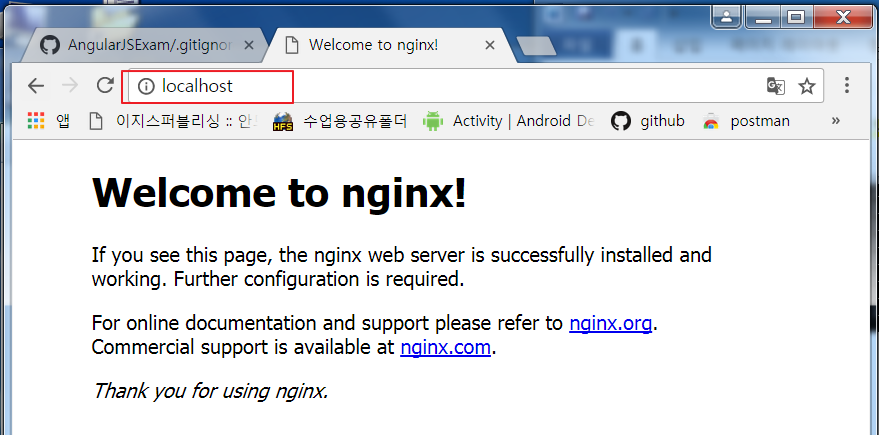 AngularJSExam/.gitignor
Welcome to nginx!
localhost
앱
이지스퍼블리싱 :: 안
HFS
수업용공유폴더
Activity | Android De
github
postman
»
Welcome to nginx!
If you see this page, the nginx web server is successfully installed and
working. Further configuration is required.
For online documentation and support please refer to nginx.org.
Commercial support is available at nginx.com.
Thank you for using nginx.